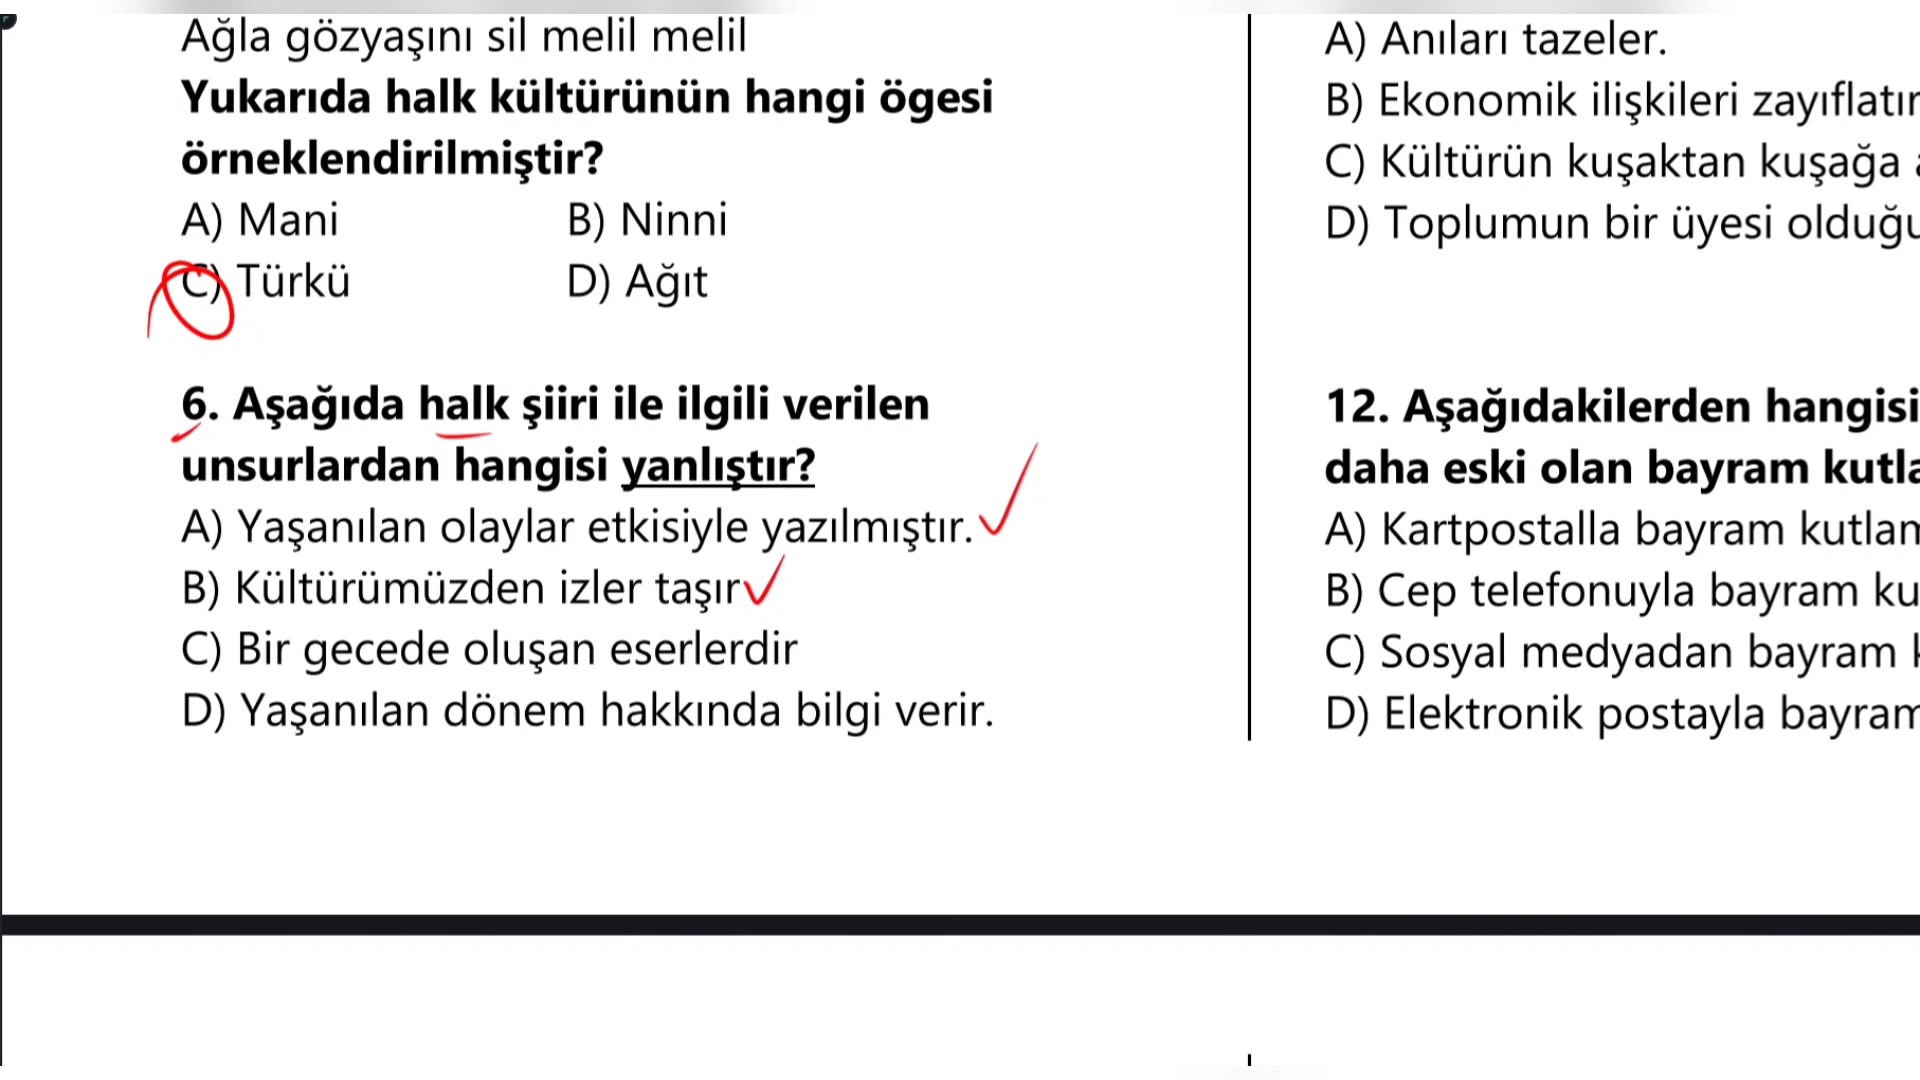 Ağla gözyaşını sil melil melil
Yukarıda halk kültürünün hangi ögesi
örneklendirilmiştir?
A) Mani B) Ninni
C) Türkü D) Ağıt
6. Aşağıda halk şiiri ile ilgili verilen
unsurlardan hangisi yanlıştır?
A) Yaşanılan olaylar etkisiyle yazılmıştır.
B) Kültürümüzden izler taşır
C) Bir gecede oluşan eserlerdir
D) Yaşanılan dönem hakkında bilgi verir.
A) Anıları tazeler.
B) Ekonomik ilişkileri zayıflatır
C) Kültürün kuşaktan kuşağa
D) Toplumun bir üyesi olduğu
12. Aşağıdakilerden hangisi
daha eski olan bayram
A) Kartpostalla bayram
B) Cep telefonuyla bayram
C) Sosyal medyadan bayram
D) Elektronik postayla bayram